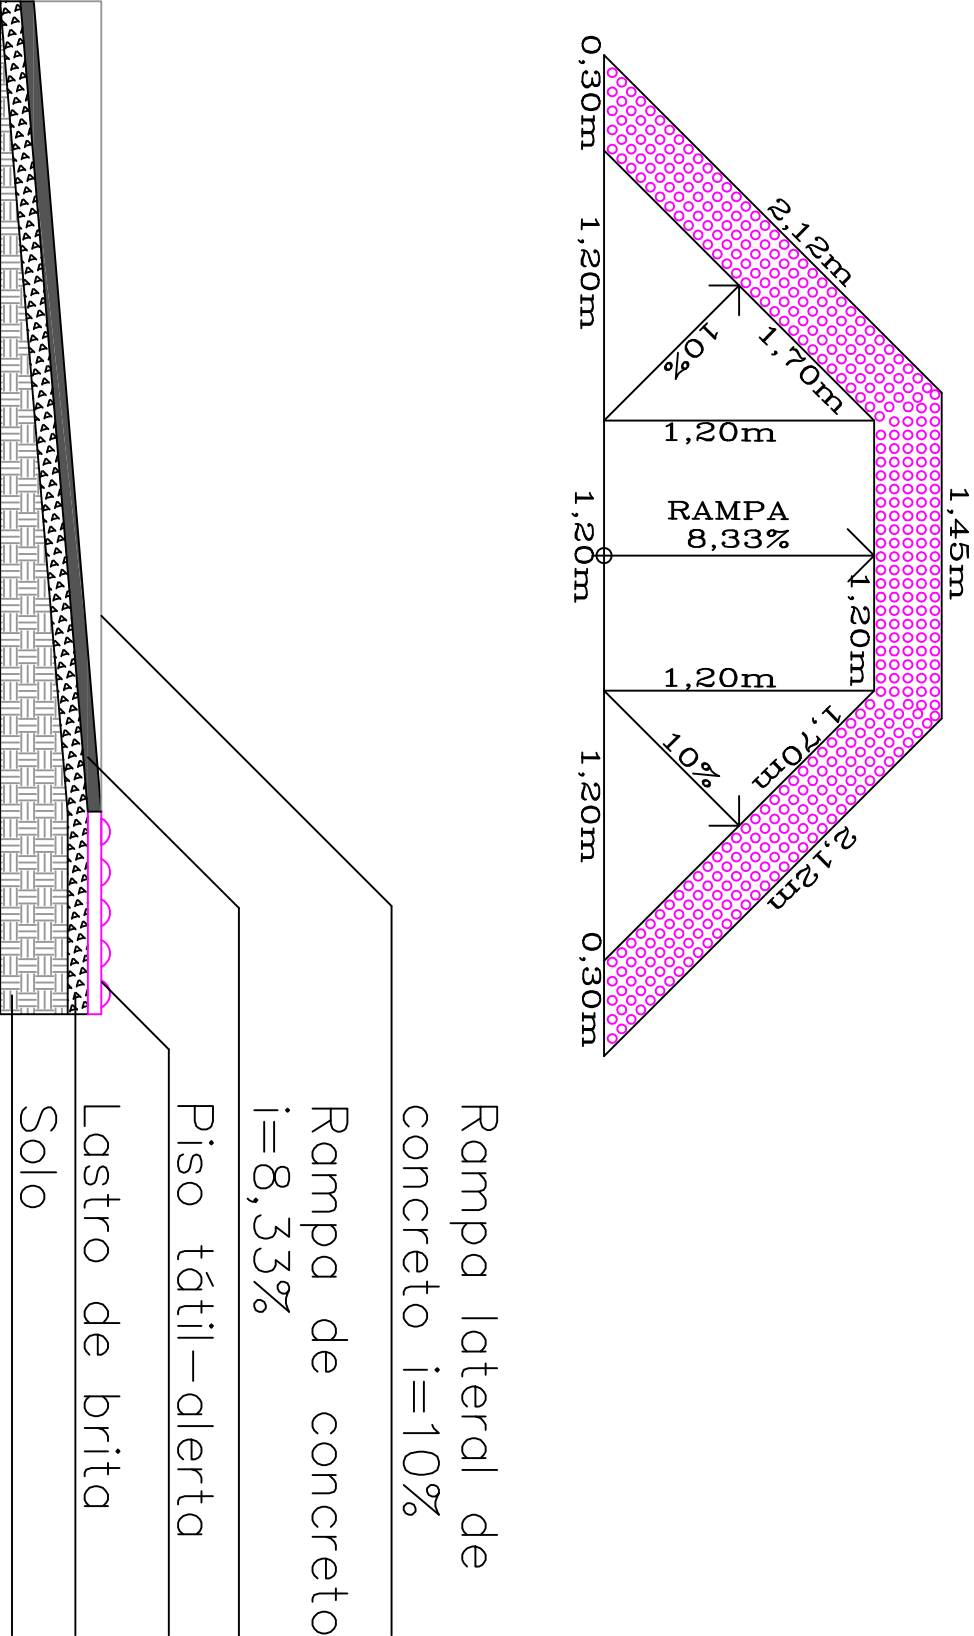 0,30m
1,20m
1,20m
1,20m
0,30m
2,12m
1,70m
10%
1,20m
RAMPA
8,33%
1,20m
1,45m
1,20m
10%
1,70m
2,12m
Rampa lateral de
concreto i=10%
Rampa de concreto
i=8,33%
Piso tátil-alerta
Lastro de brita
Solo